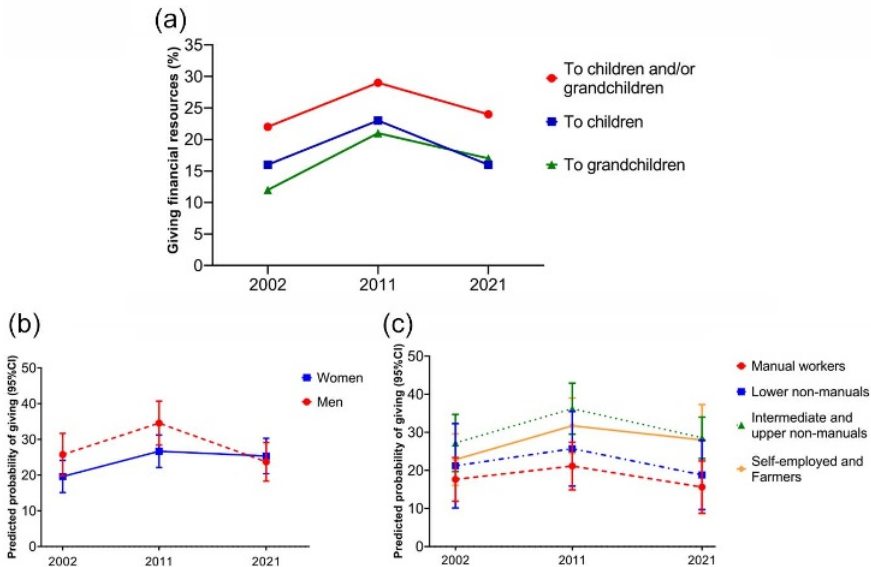 (a)
Giving financial resources (%)
35
30
25
20
15
10
5
0
2002 2011 2021
To children and/or
grandchildren
To children
To grandchildren
(b)
Predicted probability of giving (95%CI)
50
40
30
20
10
0
2002 2011 2021
Women
Men
(c)
Predicted probability of giving (95%CI)
50
40
30
20
10
0
2002 2011 2021
Manual workers
Lower non-manuals
Intermediate and
upper non-manuals
Self-employed and
Farmers